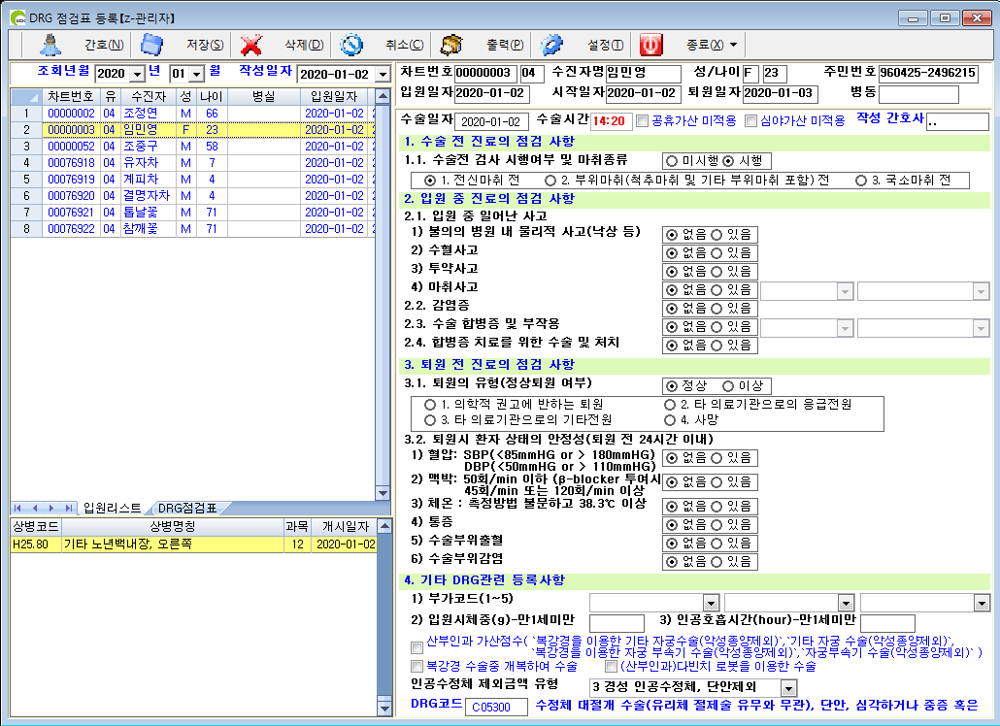 DRG 점검표 등록[Z-관리자]
간호(N) 저장(S) 삭제(D) 취소(C) 출력(P) 설정(T) 종료(X)
조회년월 2020 년 01 월 작성일자 2020-01-02
차트번호 유 수진자 성 나이 병실 입원일자
1 00000002 04 조정연 M 66 2020-01-02
2 00000003 04 임민영 F 23 2020-01-02
3 00000052 04 조중구 M 58 2020-01-02
4 00076918 04 유자차 M 7 2020-01-02
5 00076919 04 계피차 M 4 2020-01-02
6 00076920 04 결명자차 M 4 2020-01-02
7 00076921 04 톱날꽃 M 71 2020-01-02
8 00076922 04 참깨꽃 M 71 2020-01-02
입원리스트 DRG점검표
상병코드 상병명칭 과목 개시일자
H25.80 기타 노년백내장, 오른쪽 12 2020-01-02
차트번호 00000003 04 수진자명 임민영 성/나이 F 23 주민번호 960425-2496215
입원일자 2020-01-02 시작일자 2020-01-02 퇴원일자 2020-01-03 병동
수술일자 2020-01-02 수술시간 14:20 공휴가산 미적용 심야가산 미적용 작성 간호사 ..
1. 수술 전 진료의 점검 사항
1.1. 수술전 검사 시행여부 및 마취종류 미시행 시행
1. 전신마취 전 2. 부위마취(척추마취 및 기타 부위마취 포함) 전 3. 국소마취 전
2. 입원 중 진료의 점검 사항
2.1. 입원 중 일어난 사고
1) 불의의 병원 내 물리적 사고(낙상 등) 없음 있음
2) 수혈사고 없음 있음
3) 투약사고 없음 있음
4) 마취사고 없음 있음
2.2. 감염증 없음 있음
2.3. 수술 합병증 및 부작용 없음 있음
2.4. 합병증 치료를 위한 수술 및 처치 없음 있음
3. 퇴원 전 진료의 점검 사항
3.1. 퇴원의 유형(정상퇴원 여부) 정상 이상
1. 의학적 권고에 반하는 퇴원 2. 타 의료기관으로의 응급전원
3. 타 의료기관으로의 기타전원 4. 사망
3.2. 퇴원시 환자 상태의 안정성(퇴원 전 24시간 이내)
1) 혈압: SBP(<85mmHG or > 180mmHG) 없음 있음
DBP(<50mmHG or > 110mmHG)
2) 맥박: 50회/min 이하 (β-blocker 투여시 없음 있음
45회/min 또는 120회/min 이상
3) 체온 : 측정방법 불문하고 38.3℃ 이상 없음 있음
4) 통증 없음 있음
5) 수술부위출혈 없음 있음
6) 수술부위감염 없음 있음
4. 기타 DRG관련 등록사항
1) 부가코드(1~5)
2) 입원시체중(g)-만1세미만 3) 인공호흡시간(hour)-만1세미만
산부인과 가산점수( `복강경을 이용한 기타 자궁수술(악성종양제외)`,`기타 자궁 수술(악성종양제외)`,
`복강경을 이용한 자궁 부속기 수술(악성종양제외)`,`자궁부속기 수술(악성종양제외)` )
복강경 수술중 개복하여 수술 (산부인과)다빈치 로봇을 이용한 수술
인공수정체 제외금액 유형 3 경성 인공수정체, 단안제외
DRG코드 C05300 수정체 대절개 수술(유리체 절제술 유무와 무관), 단안, 심각하거나 중증 혹은